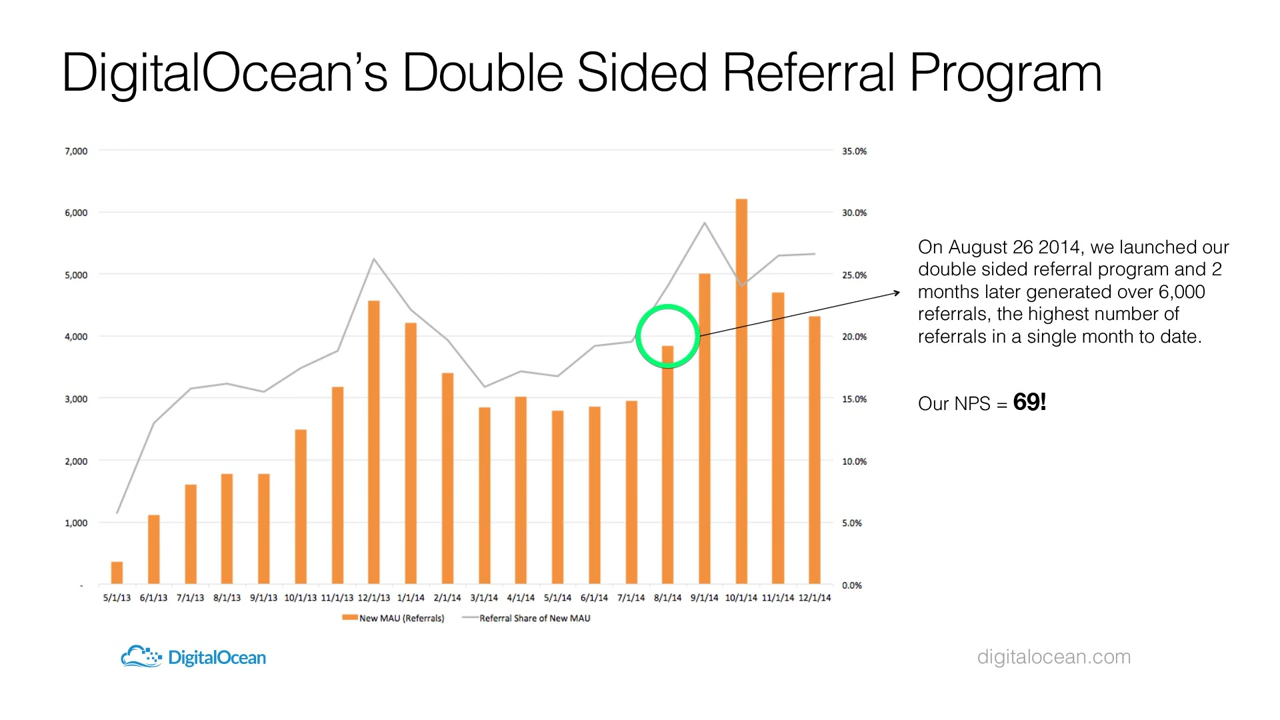 DigitalOcean's Double Sided Referral Program
7,000
6,000
5,000
4,000
3,000
2,000
1,000
-
35.0%
30.0%
25.0%
20.0%
15.0%
10.0%
5.0%
0.0%
5/1/13 6/1/13 7/1/13 8/1/13 9/1/13 10/1/13 11/1/13 12/1/13 1/1/14 2/1/14 3/1/14 4/1/14 5/1/14 6/1/14 7/1/14 8/1/14 9/1/14 10/1/14 11/1/14 12/1/14
New MAU (Referrals) Referral Share of New MAU
On August 26 2014, we launched our
double sided referral program and 2
months later generated over 6,000
referrals, the highest number of
referrals in a single month to date.
Our NPS = 69!
DigitalOcean
digitalocean.com